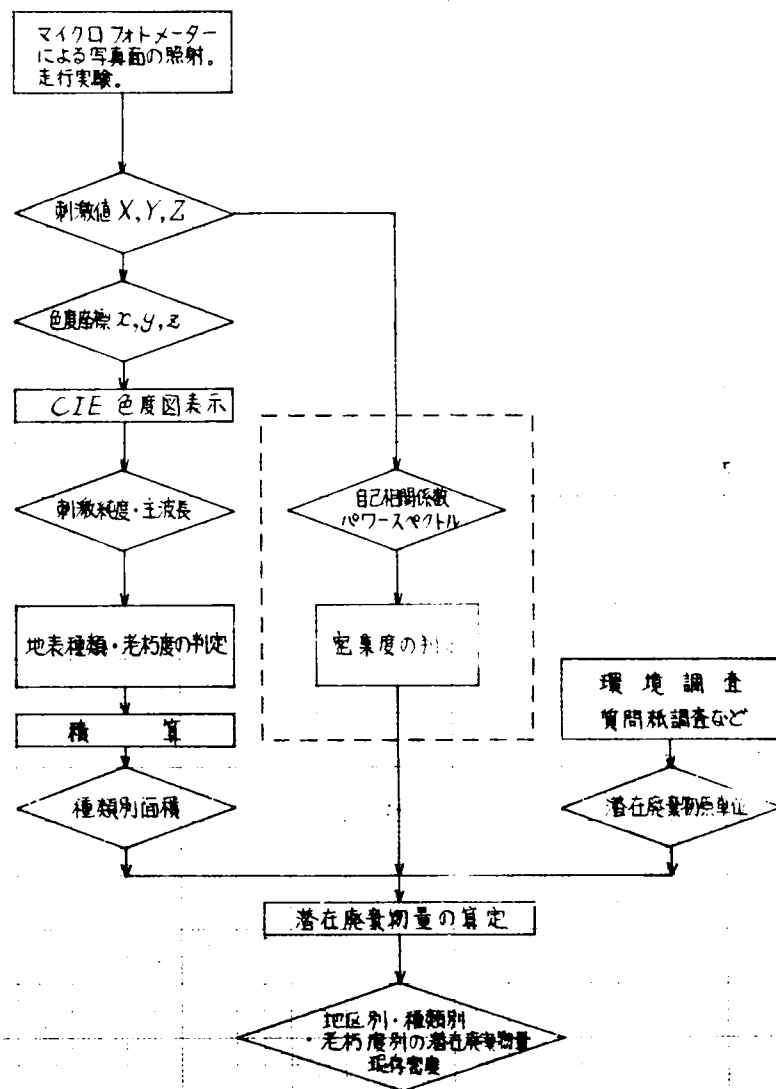 マイクロフォトメーター
による写真面の照射。
走行実験。
刺激値 X, Y, Z
色度座標 x, y, z
CIE 色度図表示
刺激純度・主波長
自己相関係数
パワースペクトル
地表種類・老朽度の判定
密集度の判
環境調査
質問紙調査など
積算
種類別面積
潜在廃棄物原単位
潜在廃棄物量の算定
地区別・種類別
・老朽度別の潜在廃棄物量
現存密度